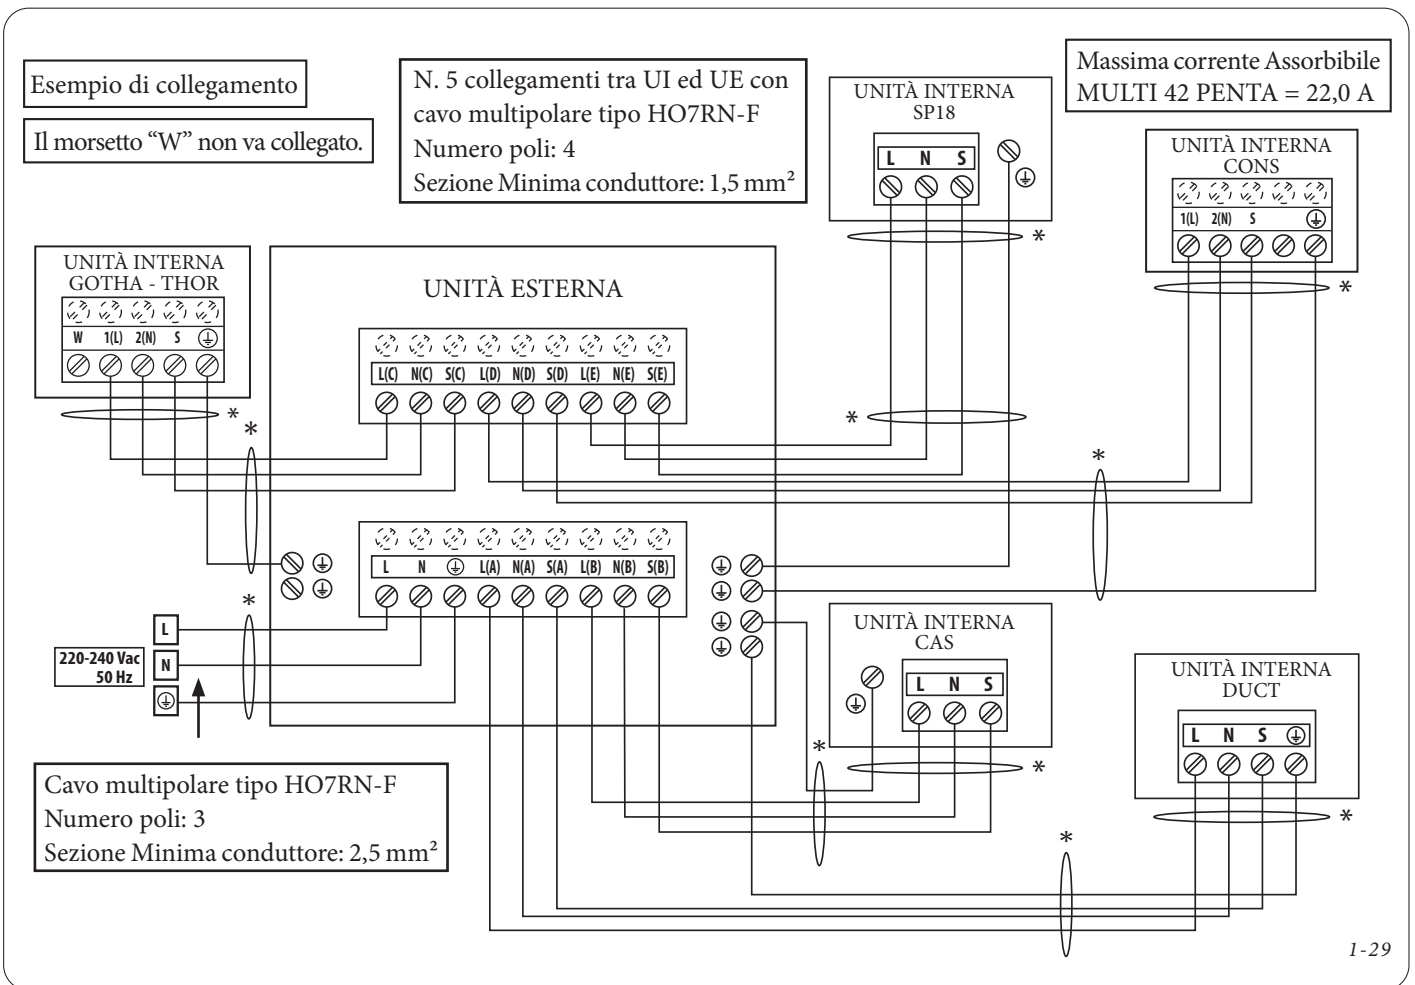 Esempio di collegamento
Il morsetto “W” non va collegato.
N. 5 collegamenti tra UI ed UE con
cavo multipolare tipo HO7RN-F
Numero poli: 4
Sezione Minima conduttore: 1,5 mm²
UNITÀ INTERNA
SP18
L N S
*
Massima corrente Assorbibile
MULTI 42 PENTA = 22,0 A
UNITÀ INTERNA
CONS
1(L) 2(N) S
*
UNITÀ INTERNA
GOTHA - THOR
W 1(L) 2(N) S
*
*
UNITÀ ESTERNA
L(C) N(C) S(C) L(D) N(D) S(D) L(E) N(E) S(E)
*
*
L N L(A) N(A) S(A) L(B) N(B) S(B)
*
220-240 Vac
50 Hz
L
N
Cavo multipolare tipo HO7RN-F
Numero poli: 3
Sezione Minima conduttore: 2,5 mm²
UNITÀ INTERNA
CAS
L N S
*
*
UNITÀ INTERNA
DUCT
L N S
*
*
1-29